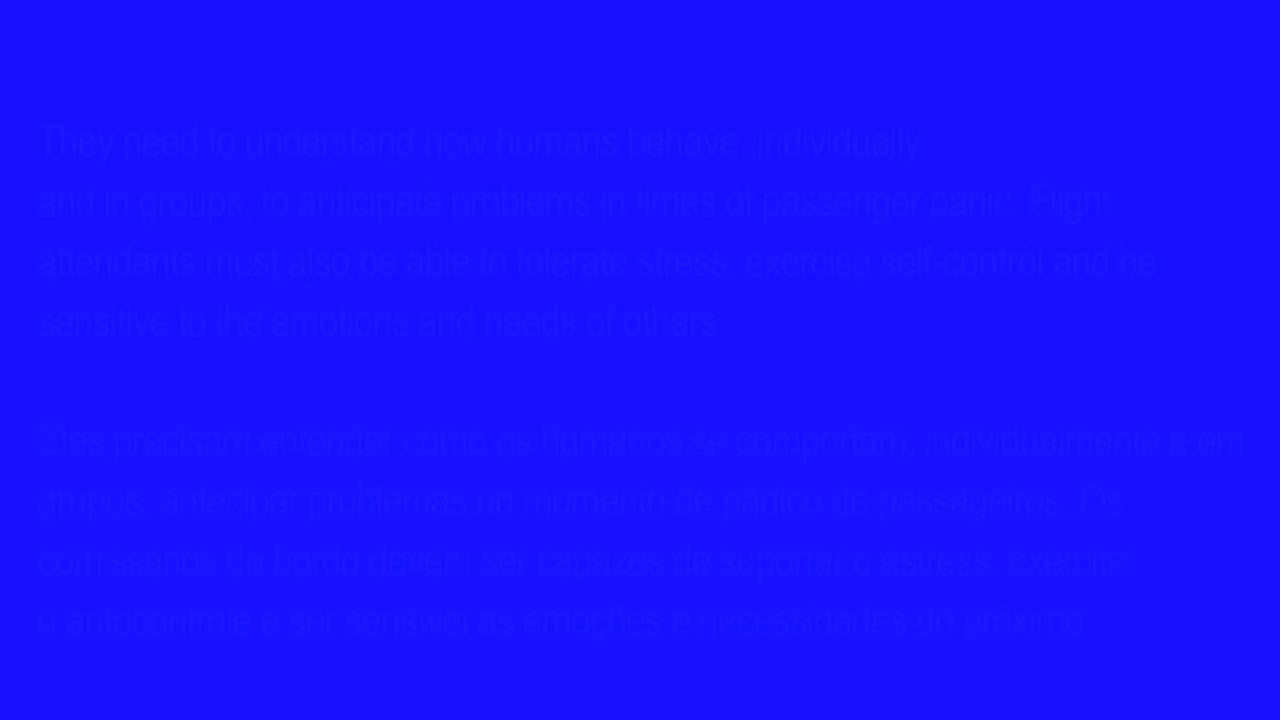 They need to understand how humans behave, individually
and in groups, to anticipate problems in times of passenger panic. Flight
attendants must also be able to tolerate stress, exercise self-control and be
sensitive to the emotions and needs of others.
Eles precisam entender como os humanos se comportam, individualmente e em
grupos, antecipar problemas no momento de pânico de passageiros. Os
comissários de bordo devem ser capazes de suportar o estress, exercitar
o autocontrole e ser sensível as emoções e necessidades do próximo